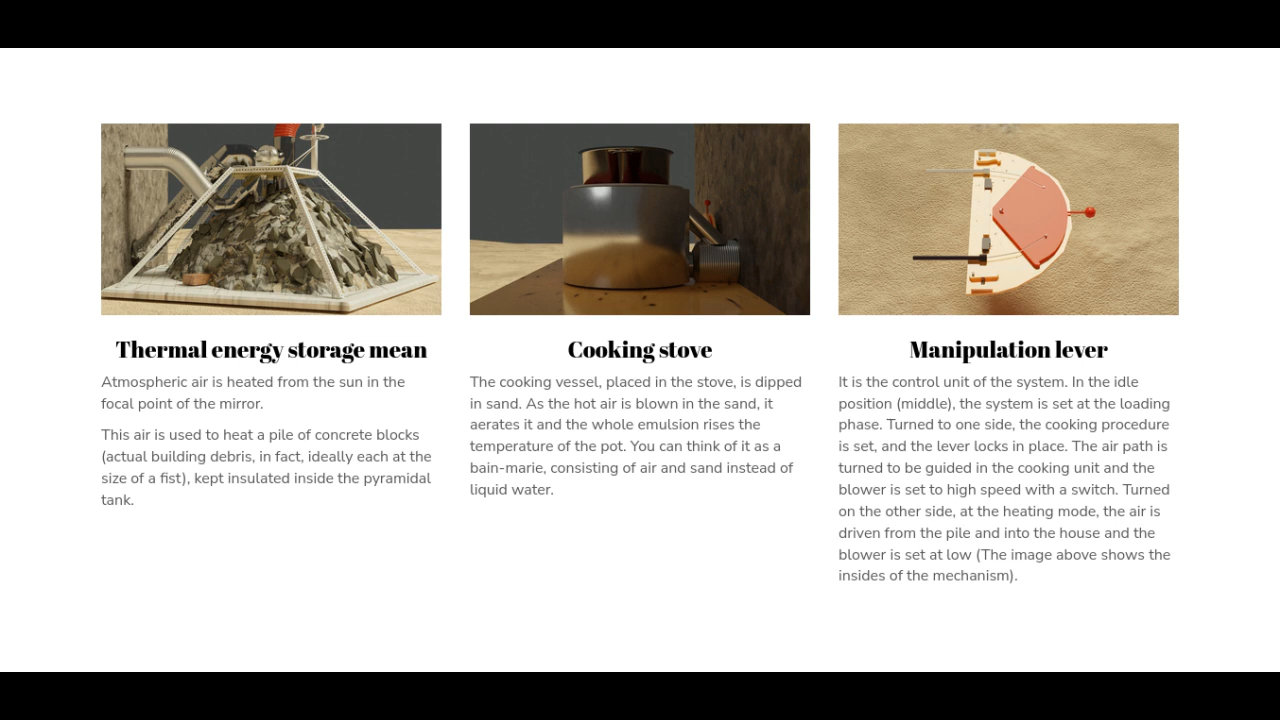 Thermal energy storage mean
Atmospheric air is heated from the sun in the
focal point of the mirror.
This air is used to heat a pile of concrete blocks
(actual building debris, in fact, ideally each at the
size of a fist), kept insulated inside the pyramidal
tank.
Cooking stove
The cooking vessel, placed in the stove, is dipped
in sand. As the hot air is blown in the sand, it
aerates it and the whole emulsion rises the
temperature of the pot. You can think of it as a
bain-marie, consisting of air and sand instead of
liquid water.
Manipulation lever
It is the control unit of the system. In the idle
position (middle), the system is set at the loading
phase. Turned to one side, the cooking procedure
is set, and the lever locks in place. The air path is
turned to be guided in the cooking unit and the
blower is set to high speed with a switch. Turned
on the other side, at the heating mode, the air is
driven from the pile and into the house and the
blower is set at low (The image above shows the
insides of the mechanism).